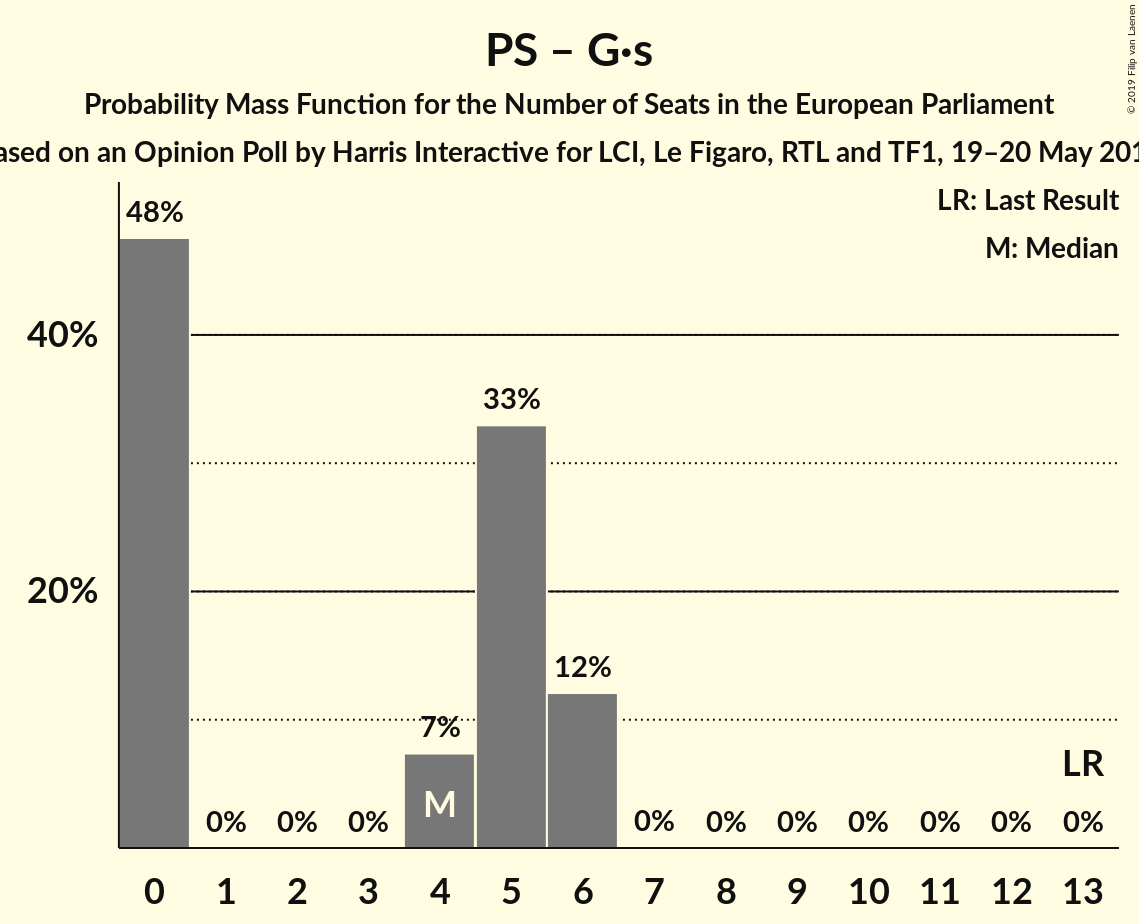 PS – G·s
Probability Mass Function for the Number of Seats in the European Parliament
ased on an Opinion Poll by Harris Interactive for LCI, Le Figaro, RTL and TF1, 19–20 May 201
© 2019 Filip van Laenen
LR: Last Result
M: Median
48%
40%
33%
20%
12%
7%
M
LR
0% 0% 0% 0% 0% 0% 0% 0% 0% 0%
0 1 2 3 4 5 6 7 8 9 10 11 12 13